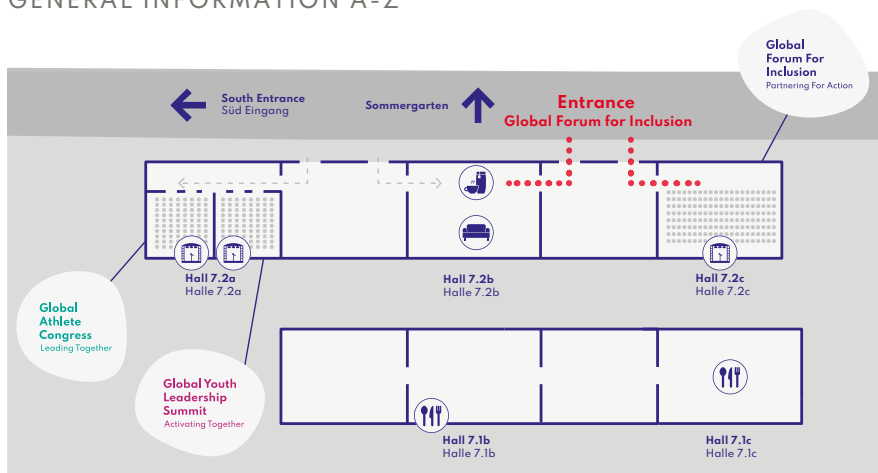 GENERAL INFORMATION A-Z
Global
Forum For
Inclusion
Partnering For Action
South Entrance
Süd Eingang
Sommergarten
Entrance
Global Forum for Inclusion
Hall 7.2a
Halle 7.2a
Hall 7.2b
Halle 7.2b
Hall 7.2c
Halle 7.2c
Global
Athlete
Congress
Leading Together
Global Youth
Leadership
Summit
Activating Together
Hall 7.1b
Halle 7.1b
Hall 7.1c
Halle 7.1c